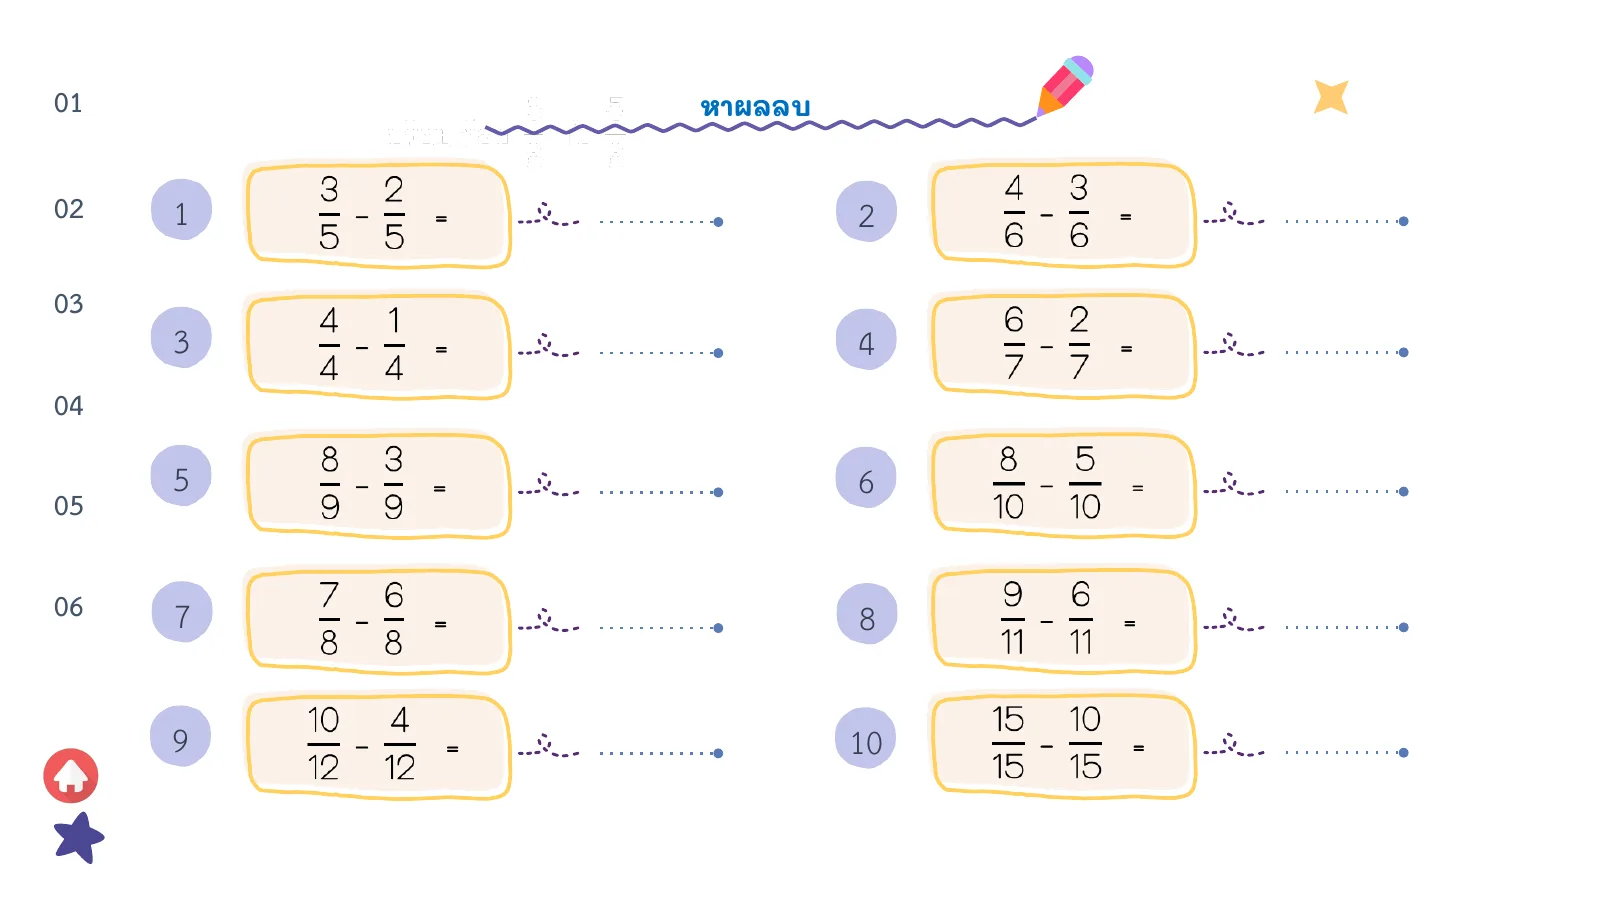 หาผลลบ
01
02
03
04
05
06
1
3/5 − 2/5 =
2
4/6 − 3/6 =
3
4/4 − 1/4 =
4
6/7 − 2/7 =
5
8/9 − 3/9 =
6
8/10 − 5/10 =
7
7/8 − 6/8 =
8
9/11 − 6/11 =
9
10/12 − 4/12 =
10
15/15 − 10/15 =